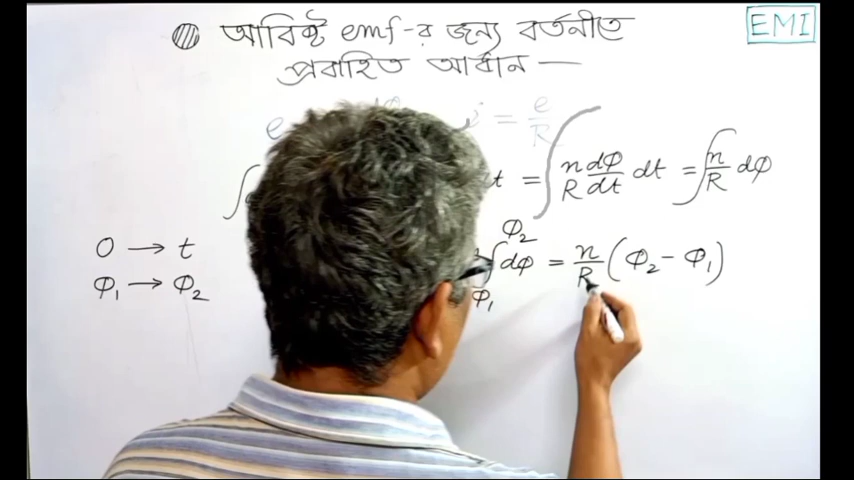 আবিষ্ট emf-র জন্য বর্তনীতে EMI
প্রবাহিত আধান —
e = e/R
∫ t = ∫ n/R dΦ/dt dt = ∫ n/R dΦ
0 → t
Φ₁ → Φ₂ ∫ Φ₁ Φ₂ dΦ = n/R (Φ₂ − Φ₁)